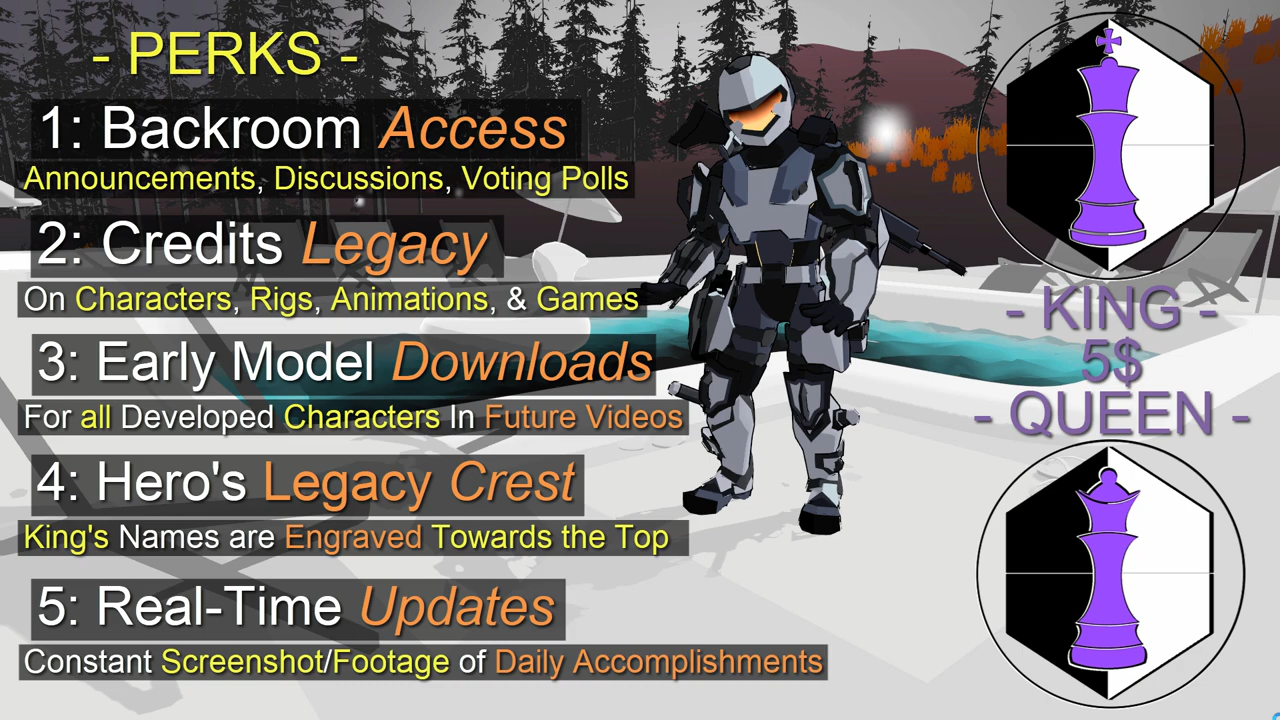 - PERKS -
1: Backroom Access
Announcements, Discussions, Voting Polls
2: Credits Legacy
On Characters, Rigs, Animations, & Games
3: Early Model Downloads
For all Developed Characters In Future Videos
4: Hero's Legacy Crest
King's Names are Engraved Towards the Top
5: Real-Time Updates
Constant Screenshot/Footage of Daily Accomplishments
- KING -
5$
- QUEEN -